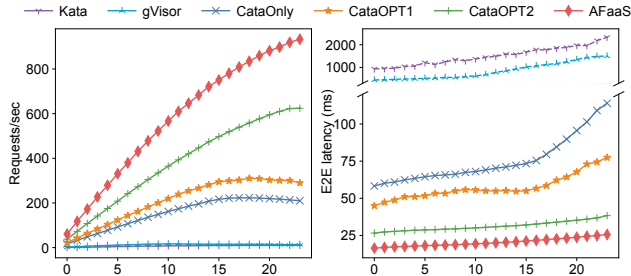 Kata gVisor CataOnly CataOPT1 CataOPT2 AFaaS
Requests/sec
800
600
400
200
0
0 5 10 15 20
E2E latency (ms)
2000
1000
100
75
50
25
0 5 10 15 20